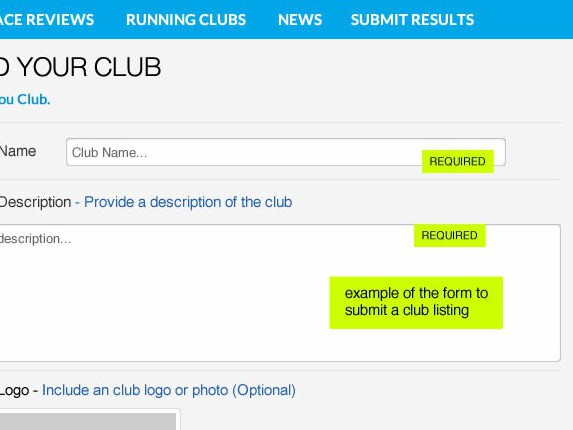 ACE REVIEWS RUNNING CLUBS NEWS SUBMIT RESULTS
D YOUR CLUB
ou Club.
Name Club Name...
REQUIRED
Description - Provide a description of the club
description...
REQUIRED
example of the form to
submit a club listing
Logo - Include an club logo or photo (Optional)